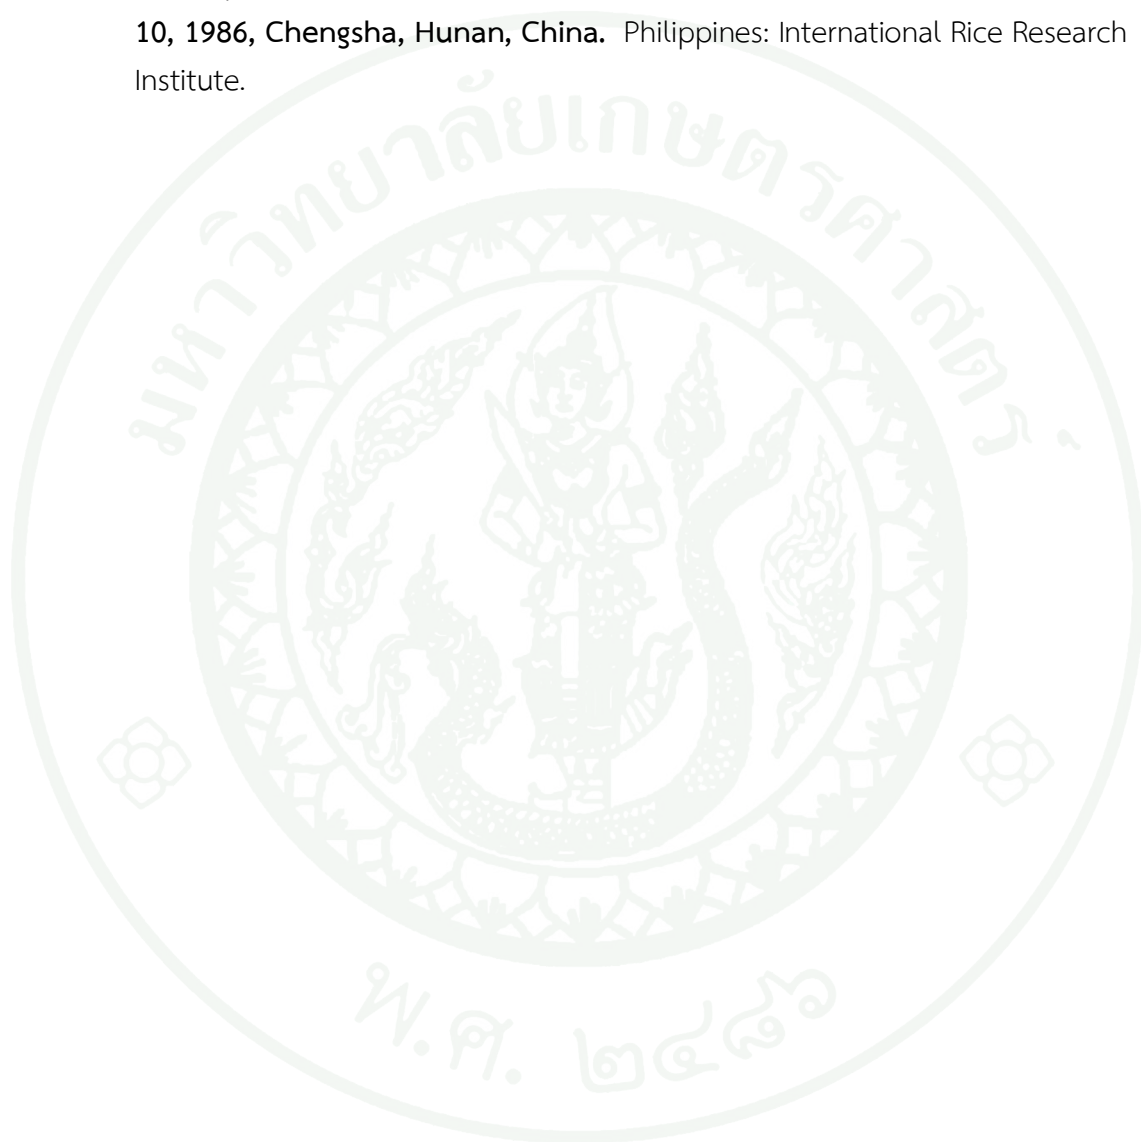 10, 1986, Chengsha, Hunan, China. Philippines: International Rice Research
Institute.
มหาวิทยาลัยเกษตรศาสตร์
พ.ศ. ๒๔๘๖